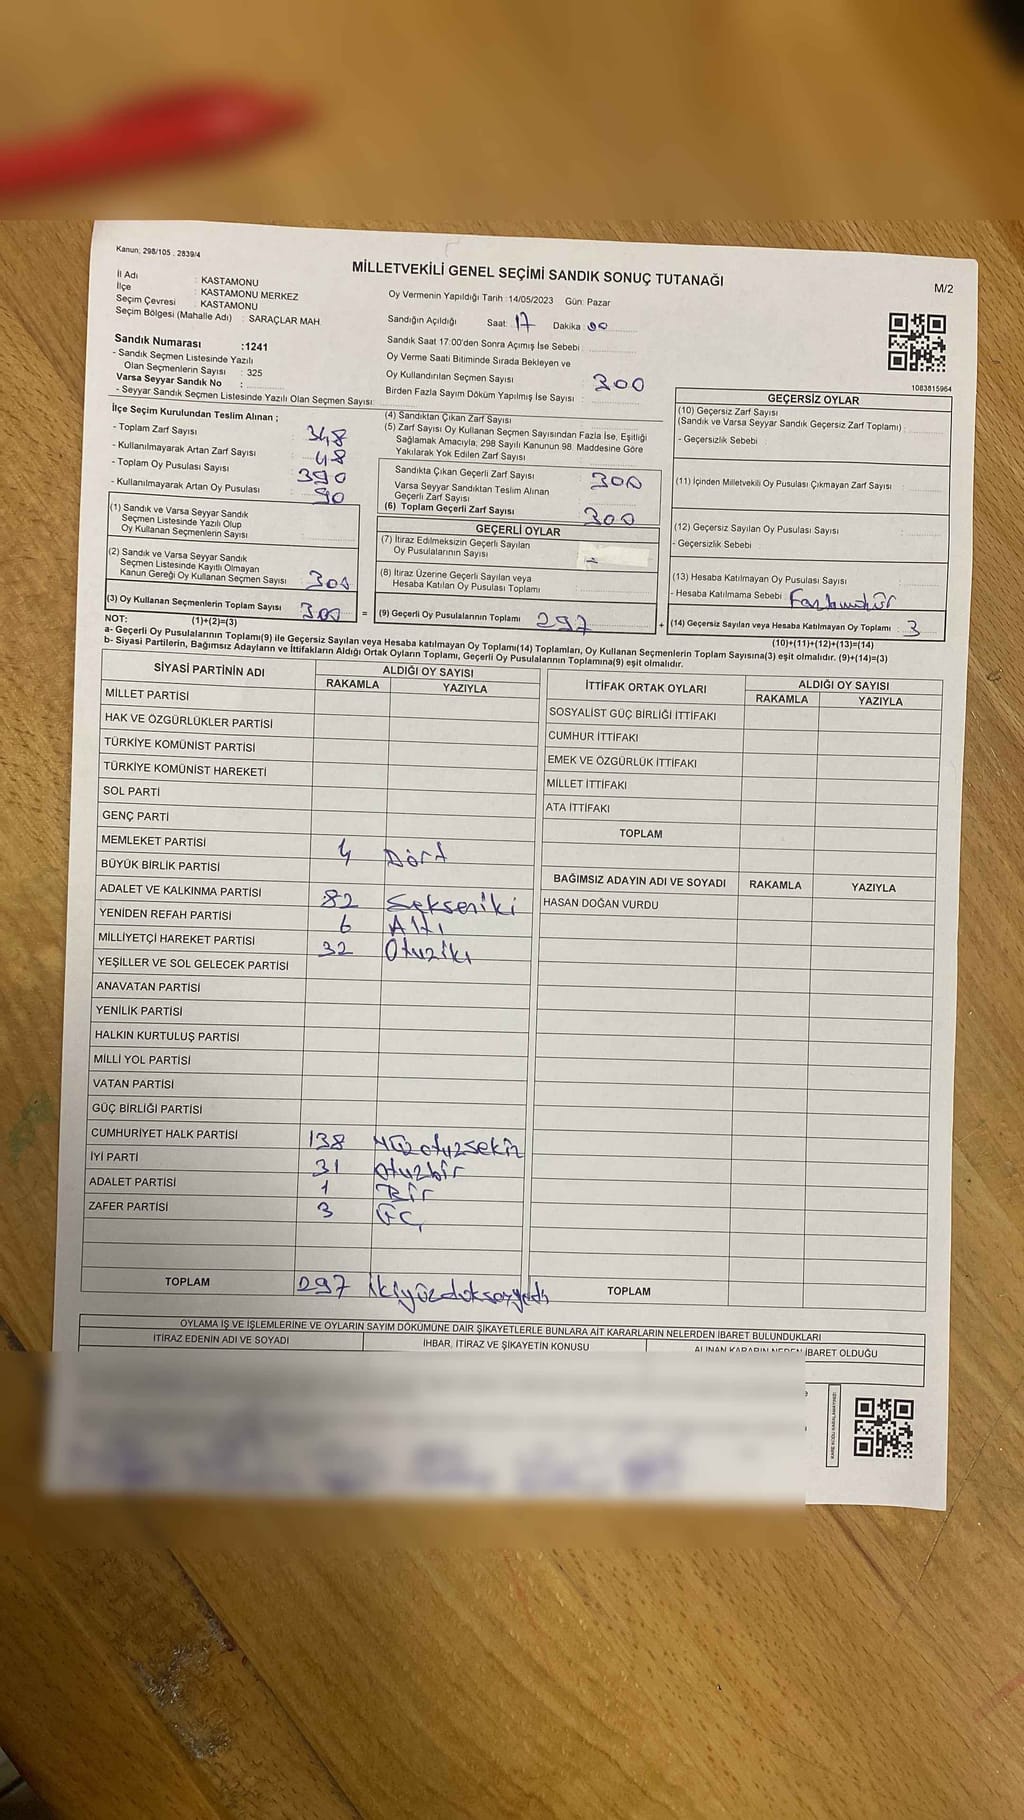 Kanun; 298/105 , 2839/4
MİLLETVEKİLİ GENEL SEÇİMİ SANDIK SONUÇ TUTANAĞI
M/2
İl Adı : KASTAMONU
İlçe : KASTAMONU MERKEZ
Seçim Çevresi : KASTAMONU
Seçim Bölgesi (Mahalle Adı) : SARAÇLAR MAH.
Sandık Numarası :1241
- Sandık Seçmen Listesinde Yazılı
Olan Seçmenlerin Sayısı : 325
Varsa Seyyar Sandık No :
- Seyyar Sandık Seçmen Listesinde Yazılı Olan Seçmen Sayısı:
Oy Vermenin Yapıldığı Tarih :14/05/2023 Gün: Pazar
Sandığın Açıldığı Saat: 17 Dakika: 00
Sandık Saat 17:00'den Sonra Açılmış İse Sebebi :
Oy Verme Saati Bitiminde Sırada Bekleyen ve
Oy Kullandırılan Seçmen Sayısı : 300
Birden Fazla Sayım Döküm Yapılmış İse Sayısı :
1083815964
İlçe Seçim Kurulundan Teslim Alınan ;
- Toplam Zarf Sayısı : 348
- Kullanılmayarak Artan Zarf Sayısı : 48
- Toplam Oy Pusulası Sayısı : 390
- Kullanılmayarak Artan Oy Pusulası : 90
(1) Sandık ve Varsa Seyyar Sandık
Seçmen Listesinde Yazılı Olup
Oy Kullanan Seçmenlerin Sayısı :
(2) Sandık ve Varsa Seyyar Sandık
Seçmen Listesinde Kayıtlı Olmayan
Kanun Gereği Oy Kullanan Seçmen Sayısı : 300
(3) Oy Kullanan Seçmenlerin Toplam Sayısı : 300
(1)+(2)=(3)
(4) Sandıktan Çıkan Zarf Sayısı :
(5) Zarf Sayısı Oy Kullanan Seçmen Sayısından Fazla İse, Eşitliği
Sağlamak Amacıyla, 298 Sayılı Kanunun 98. Maddesine Göre
Yakılarak Yok Edilen Zarf Sayısı :
Sandıkta Çıkan Geçerli Zarf Sayısı : 300
Varsa Seyyar Sandıktan Teslim Alınan
Geçerli Zarf Sayısı :
(6) Toplam Geçerli Zarf Sayısı : 300
GEÇERLİ OYLAR
(7) İtiraz Edilmeksizin Geçerli Sayılan
Oy Pusulalarının Sayısı : -
(8) İtiraz Üzerine Geçerli Sayılan veya
Hesaba Katılan Oy Pusulası Toplamı :
= (9) Geçerli Oy Pusulalarının Toplamı : 297
GEÇERSİZ OYLAR
(10) Geçersiz Zarf Sayısı
(Sandık ve Varsa Seyyar Sandık Geçersiz Zarf Toplamı) :
- Geçersizlik Sebebi :
(11) İçinden Milletvekili Oy Pusulası Çıkmayan Zarf Sayısı :
(12) Geçersiz Sayılan Oy Pusulası Sayısı :
- Geçersizlik Sebebi :
(13) Hesaba Katılmayan Oy Pusulası Sayısı :
- Hesaba Katılmama Sebebi :
+ (14) Geçersiz Sayılan veya Hesaba Katılmayan Oy Toplamı : 3
(10)+(11)+(12)+(13)=(14)
NOT:
a- Geçerli Oy Pusulalarının Toplamı(9) ile Geçersiz Sayılan veya Hesaba katılmayan Oy Toplamı(14) Toplamları, Oy Kullanan Seçmenlerin Toplam Sayısına(3) eşit olmalıdır. (9)+(14)=(3)
b- Siyasi Partilerin, Bağımsız Adayların ve İttifakların Aldığı Ortak Oyların Toplamı, Geçerli Oy Pusulalarının Toplamına(9) eşit olmalıdır.
SİYASİ PARTİNİN ADI ALDIĞI OY SAYISI
RAKAMLA YAZIYLA
MİLLET PARTİSİ
HAK VE ÖZGÜRLÜKLER PARTİSİ
TÜRKİYE KOMÜNİST PARTİSİ
TÜRKİYE KOMÜNİST HAREKETİ
SOL PARTİ
GENÇ PARTİ
MEMLEKET PARTİSİ 4 Dört
BÜYÜK BİRLİK PARTİSİ
ADALET VE KALKINMA PARTİSİ 82 Sekseniki
YENİDEN REFAH PARTİSİ 6 Altı
MİLLİYETÇİ HAREKET PARTİSİ 32 Otuziki
YEŞİLLER VE SOL GELECEK PARTİSİ
ANAVATAN PARTİSİ
YENİLİK PARTİSİ
HALKIN KURTULUŞ PARTİSİ
MİLLİ YOL PARTİSİ
VATAN PARTİSİ
GÜÇ BİRLİĞİ PARTİSİ
CUMHURİYET HALK PARTİSİ 138 Yüzotuzsekiz
İYİ PARTİ 31 otuzbir
ADALET PARTİSİ 1 Bir
ZAFER PARTİSİ 3 Üç
TOPLAM 297 ikiyüzdoksanyedi
İTTİFAK ORTAK OYLARI ALDIĞI OY SAYISI
RAKAMLA YAZIYLA
SOSYALİST GÜÇ BİRLİĞİ İTTİFAKI
CUMHUR İTTİFAKI
EMEK VE ÖZGÜRLÜK İTTİFAKI
MİLLET İTTİFAKI
ATA İTTİFAKI
TOPLAM
BAĞIMSIZ ADAYIN ADI VE SOYADI RAKAMLA YAZIYLA
HASAN DOĞAN VURDU
TOPLAM
OYLAMA İŞ VE İŞLEMLERİNE VE OYLARIN SAYIM DÖKÜMÜNE DAİR ŞİKAYETLERLE BUNLARA AİT KARARLARIN NELERDEN İBARET BULUNDUKLARI
İTİRAZ EDENİN ADI VE SOYADI İHBAR, İTİRAZ VE ŞİKAYETİN KONUSU ALINAN KARARIN NEDEN İBARET OLDUĞU